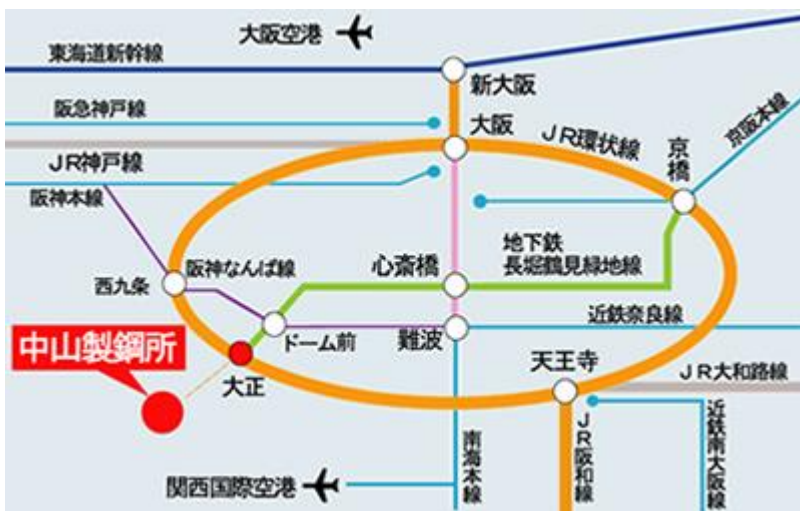 大阪空港
東海道新幹線
新大阪
阪急神戸線
大阪
JR環状線
京阪本線
京橋
JR神戸線
阪神本線
地下鉄
長堀鶴見緑地線
心斎橋
阪神なんば線
西九条
近鉄奈良線
ドーム前
難波
中山製鋼所
大正
天王寺
JR大和路線
南海本線
JR阪和線
近鉄南大阪線
関西国際空港